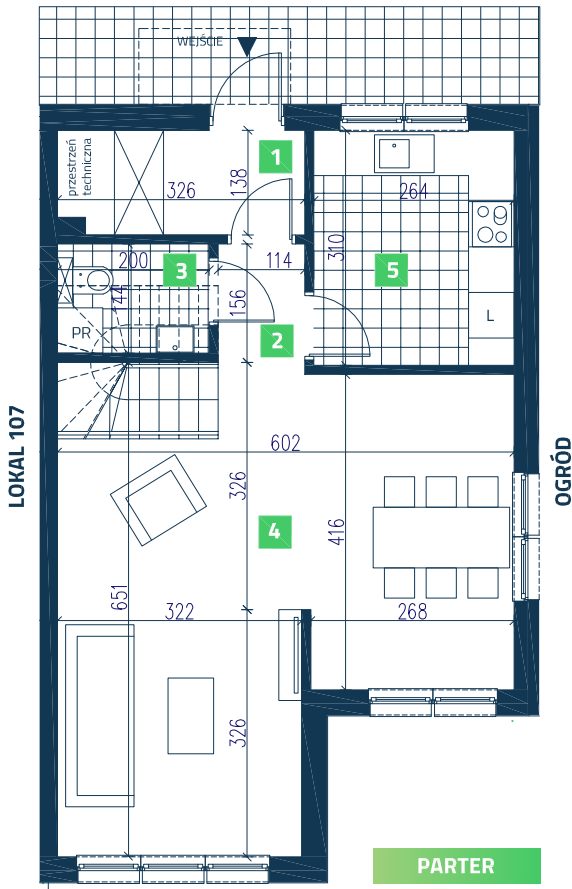 WEJŚCIE
przestrzeń
techniczna
1
326
138
264
310
200
3
114
5
144
156
PR
2
L
602
326
LOKAL 107
OGRÓD
4
416
651
322
268
326
PARTER